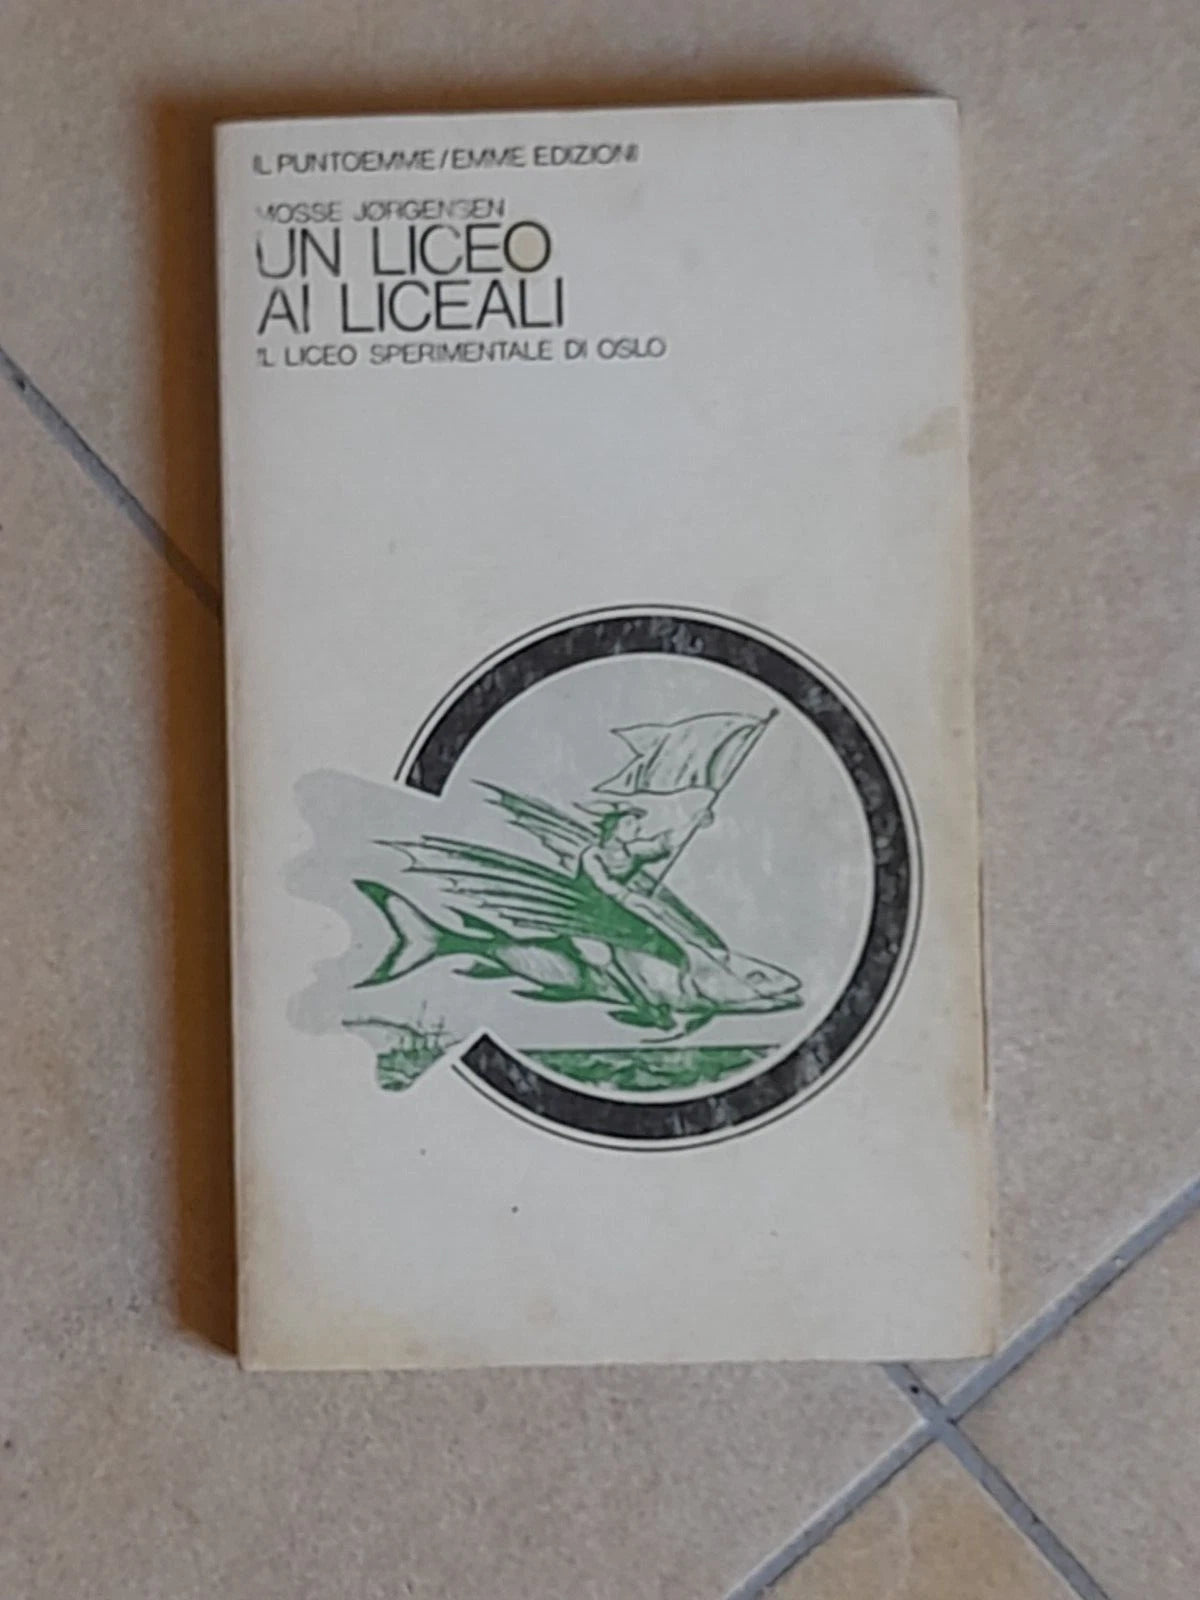 IL PUNTOEMME/EMME EDIZIONI
MOSSE JØRGENSEN
UN LICEO
AI LICEALI
IL LICEO SPERIMENTALE DI OSLO